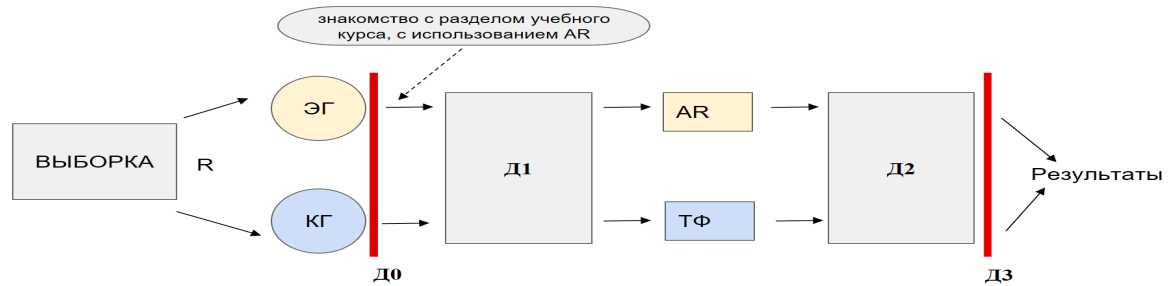 знакомство с разделом учебного
курса, с использованием AR
ВЫБОРКА
R
ЭГ
КГ
Д0
Д1
AR
ТФ
Д2
Д3
Результаты